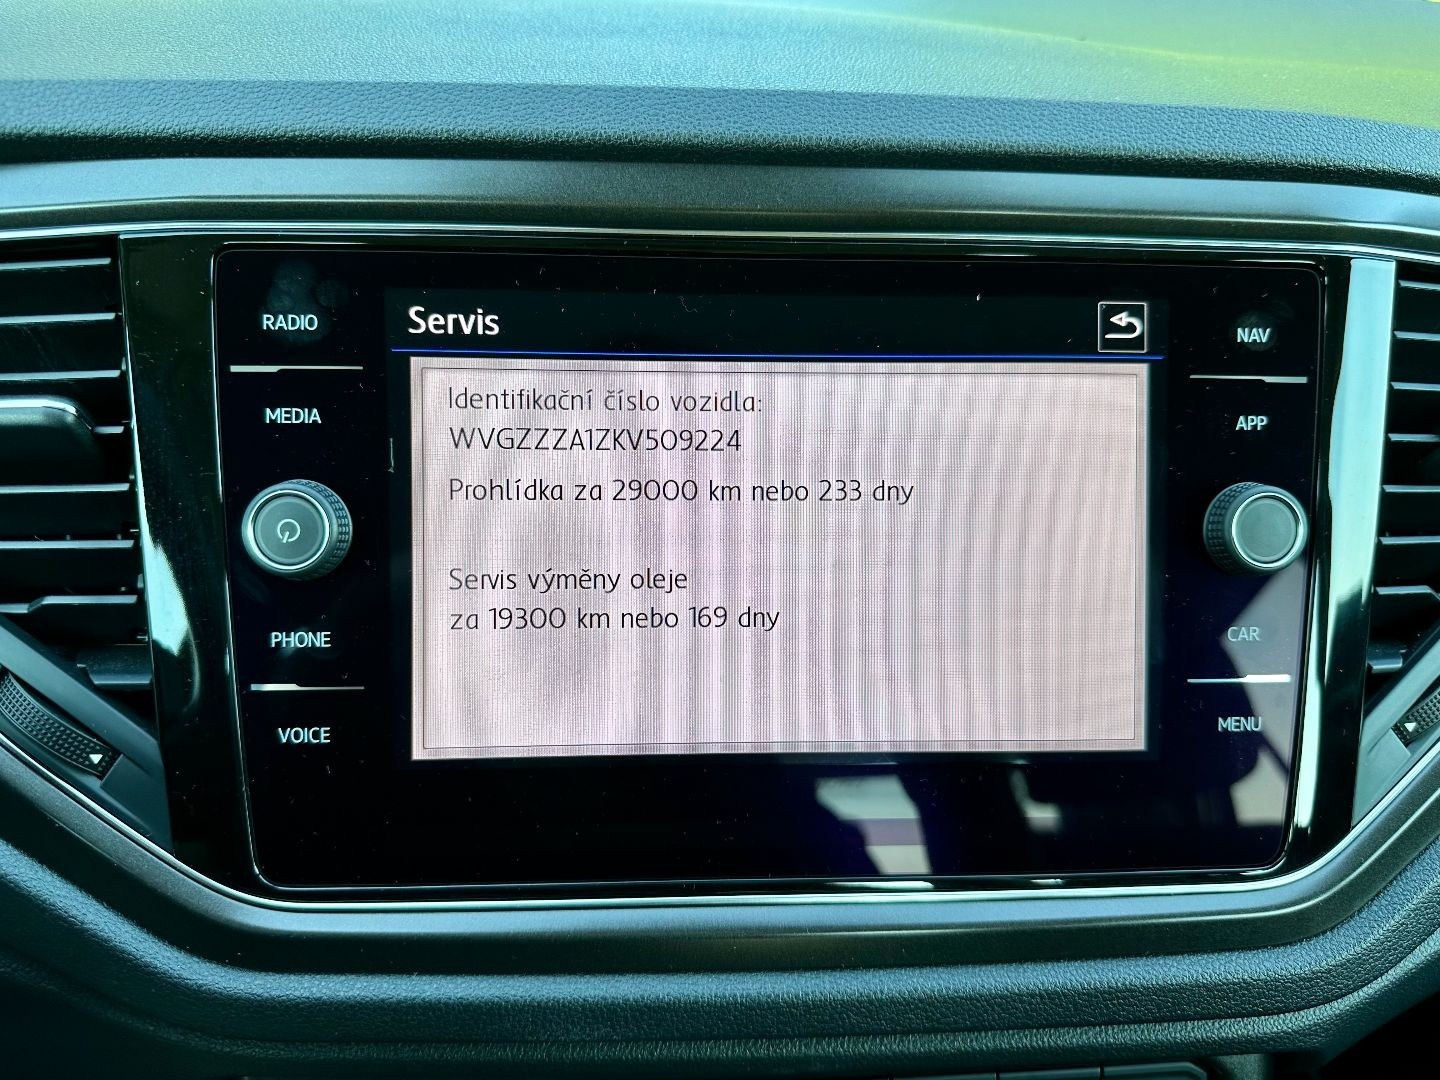 Servis
RADIO
MEDIA
PHONE
VOICE
Identifikační číslo vozidla:
WVGZZZA1ZKV509224
Prohlídka za 29000 km nebo 233 dny
Servis výměny oleje
za 19300 km nebo 169 dny
NAV
APP
CAR
MENU